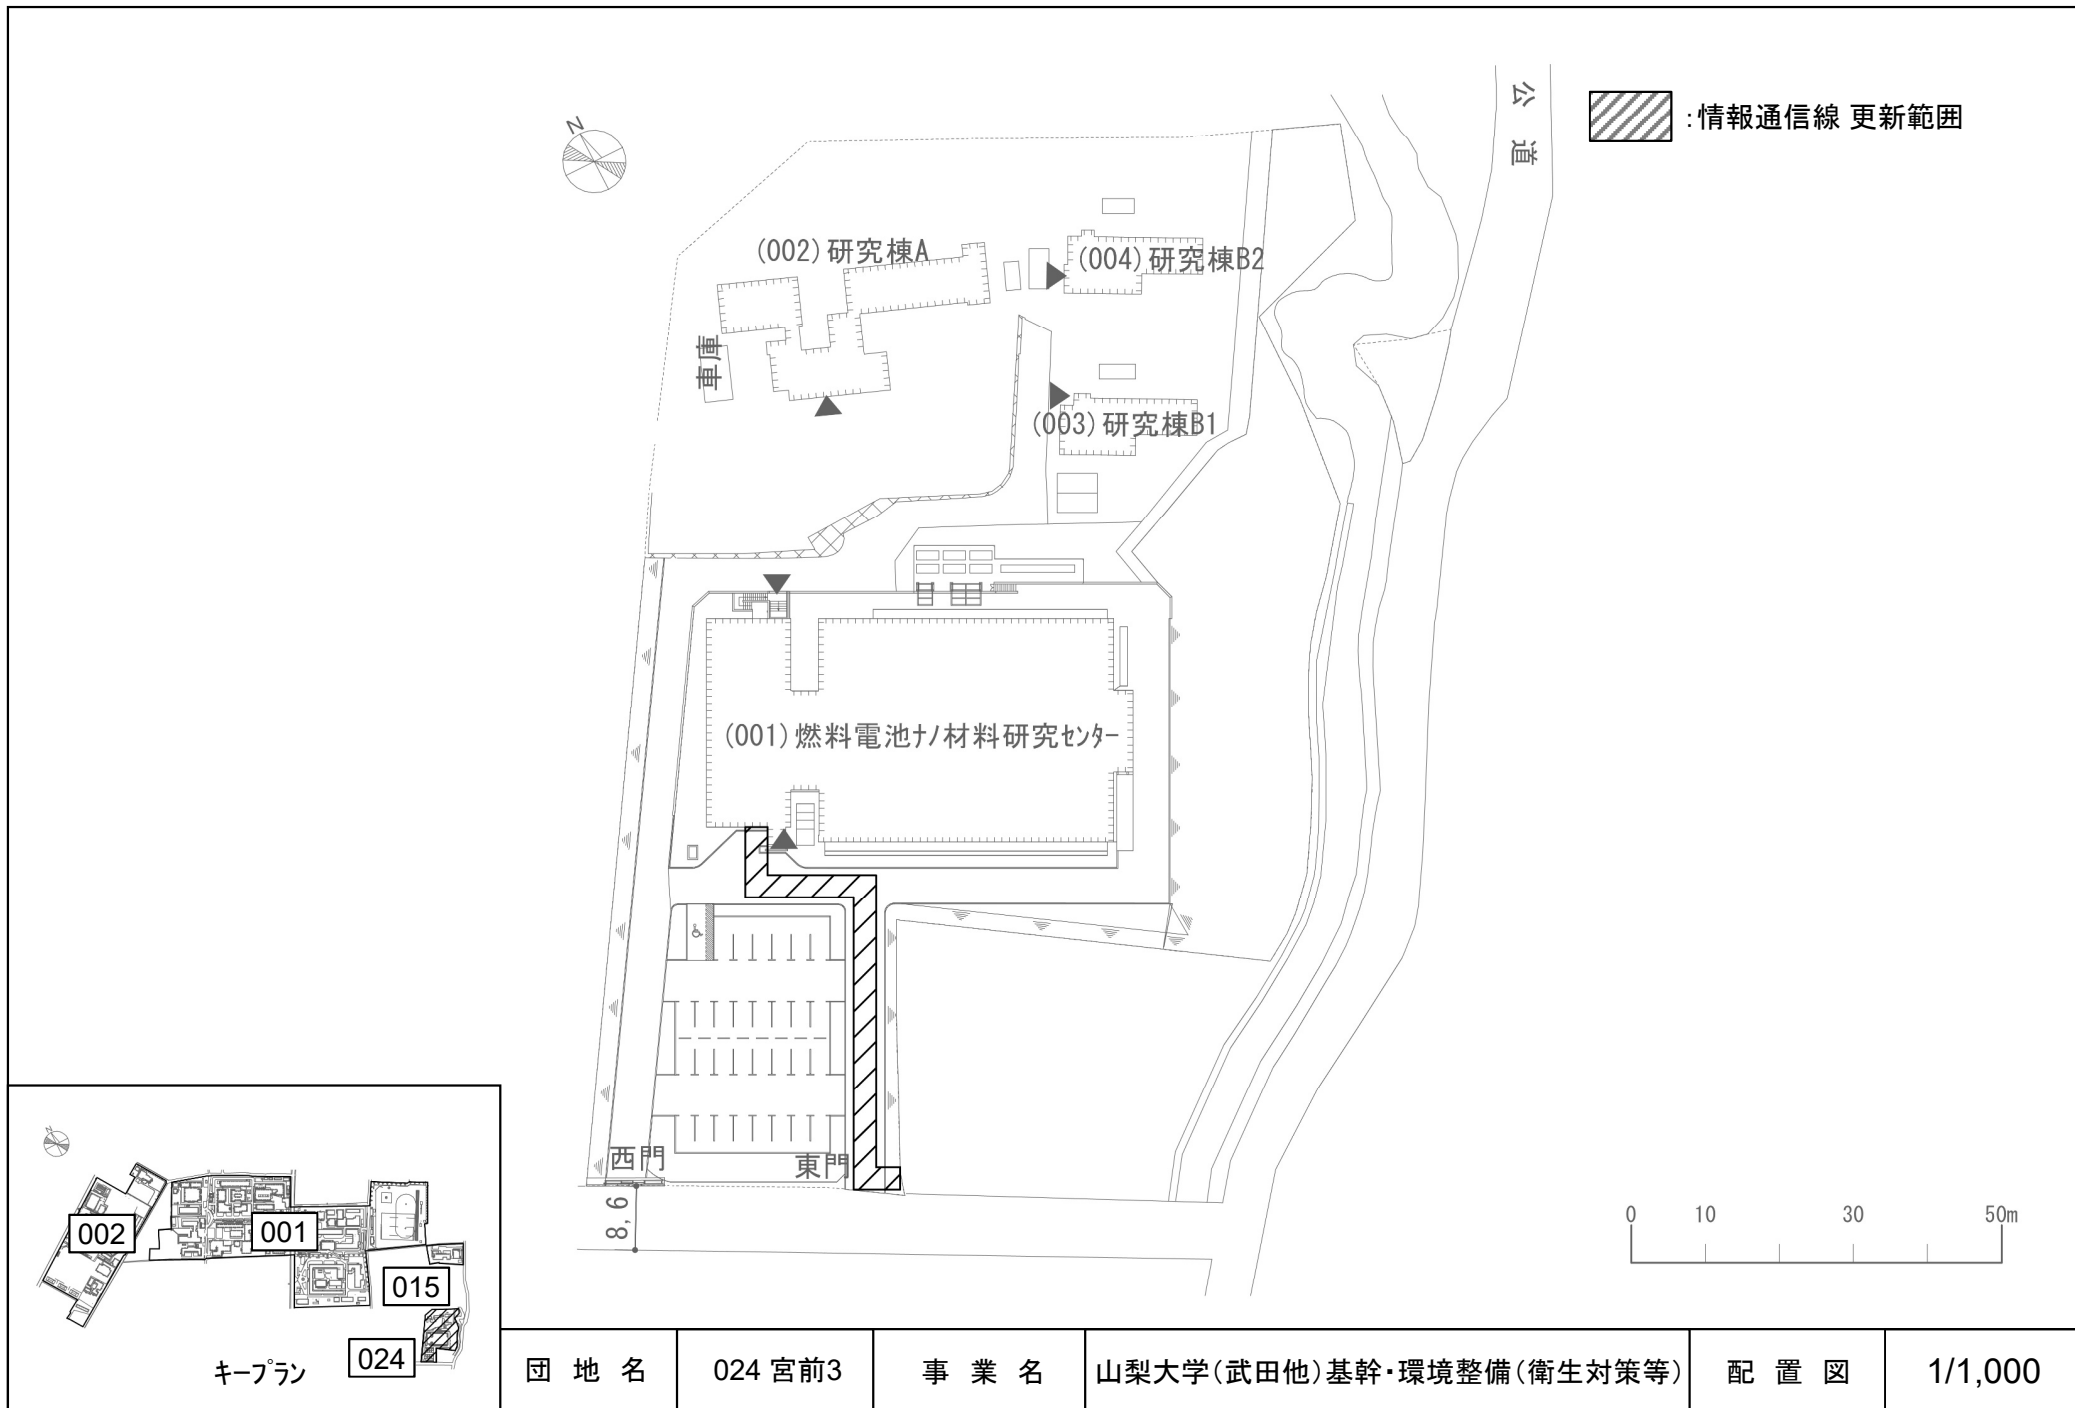 公道
:情報通信線 更新範囲
N
(002)研究棟A
(004)研究棟B2
車庫
(003)研究棟B1
(001)燃料電池ﾅﾉ材料研究ｾﾝﾀｰ
西門
東門
8,6
0 10 30 50m
N
002
001
015
024
キープラン
団地名 024 宮前3 事業名 山梨大学(武田他)基幹・環境整備(衛生対策等) 配置図 1/1,000